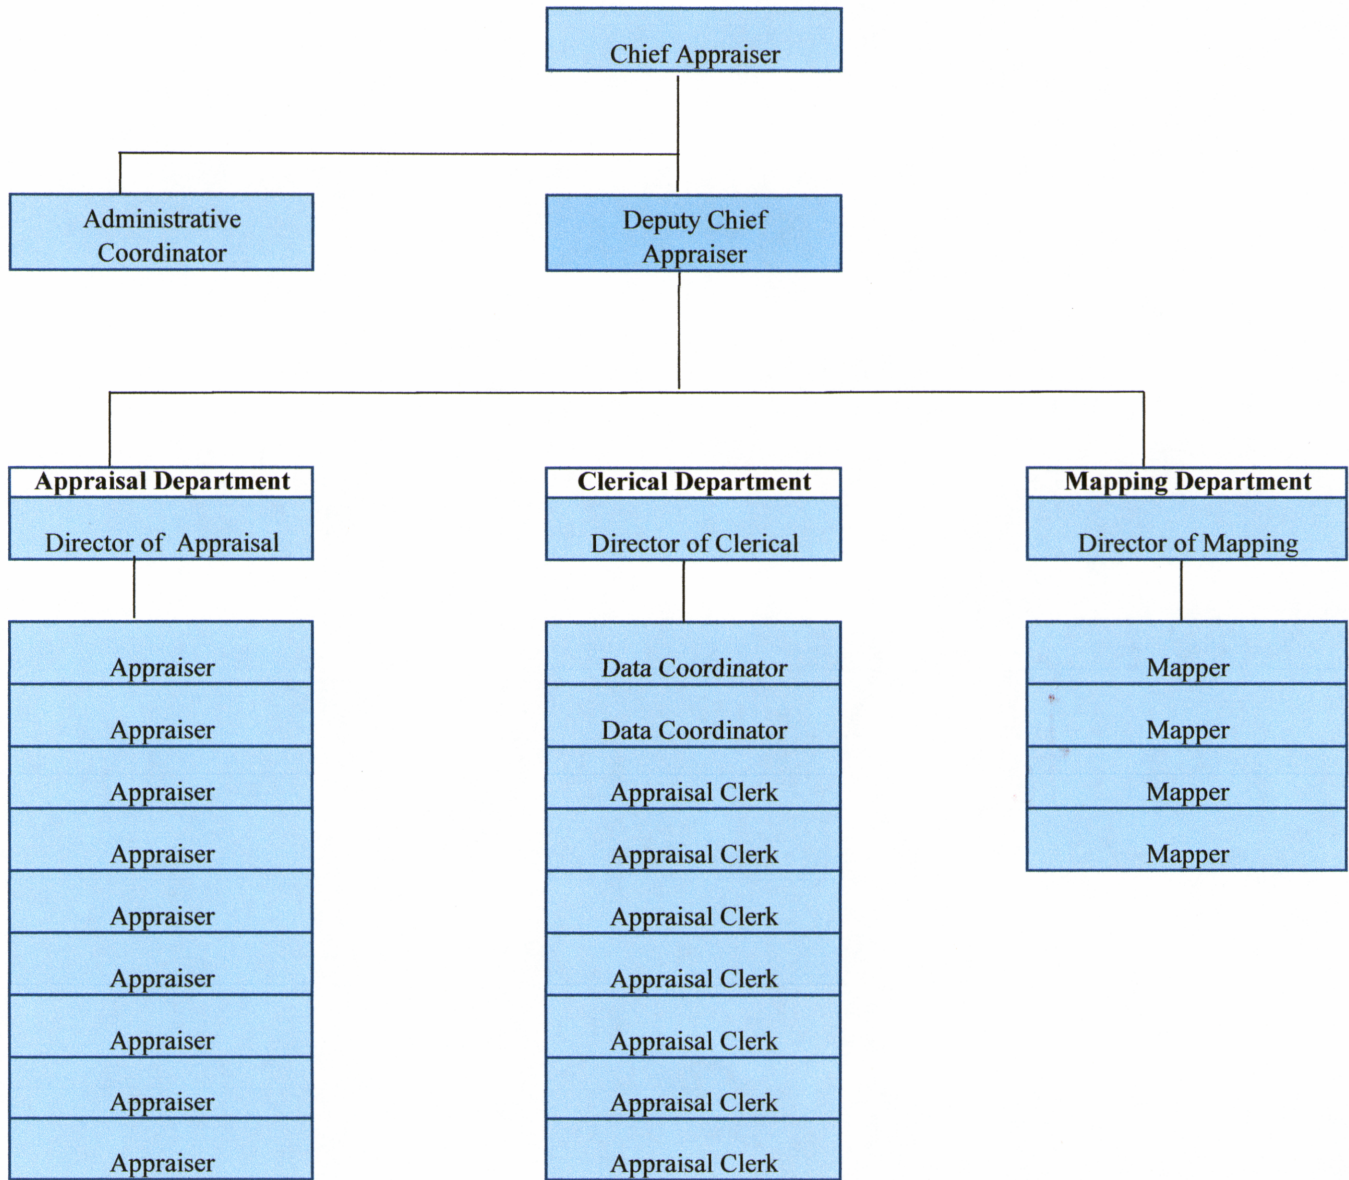 Chief Appraiser
Administrative
Coordinator
Deputy Chief
Appraiser
Appraisal Department
Director of  Appraisal
Appraiser
Appraiser
Appraiser
Appraiser
Appraiser
Appraiser
Appraiser
Appraiser
Appraiser
Clerical Department
Director of Clerical
Data Coordinator
Data Coordinator
Appraisal Clerk
Appraisal Clerk
Appraisal Clerk
Appraisal Clerk
Appraisal Clerk
Appraisal Clerk
Appraisal Clerk
Mapping Department
Director of Mapping
Mapper
Mapper
Mapper
Mapper